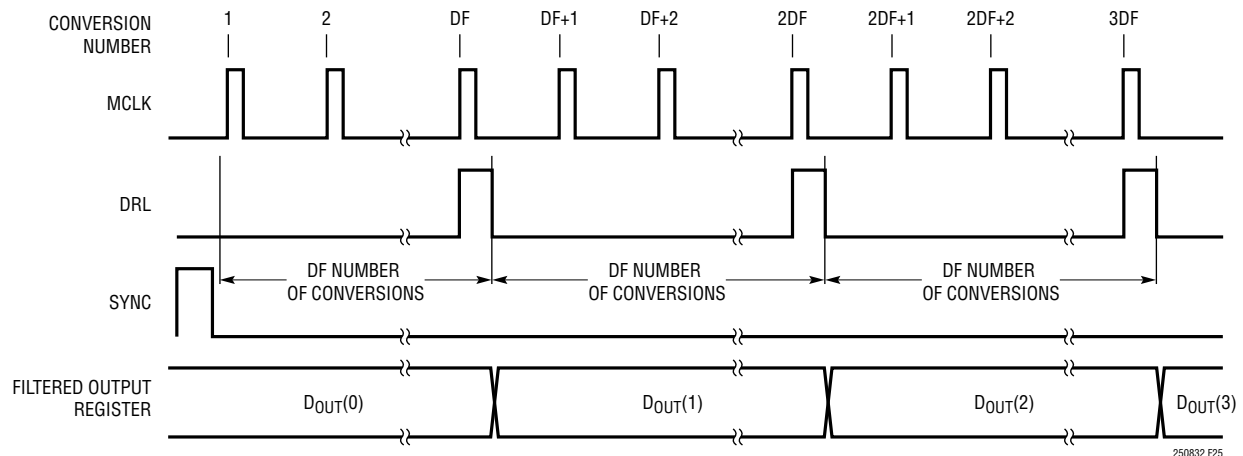 CONVERSION
NUMBER
1 2 DF DF+1 DF+2 2DF 2DF+1 2DF+2 3DF
MCLK
DRL
DF NUMBER
OF CONVERSIONS
DF NUMBER
OF CONVERSIONS
DF NUMBER
OF CONVERSIONS
SYNC
FILTERED OUTPUT
REGISTER
DOUT(0) DOUT(1) DOUT(2) DOUT(3)
250832 F25